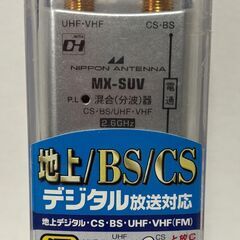 UHF·VHF CS·BS
NIPPON ANTENNA
MX-SUV
電通
P.L 混合(分波)器
CS·BS/UHF·VHF
2.6GHz
地上/BS/CS
デジタル放送対応
地上デジタル・CS・BS・UHF・VHF(FM)
UHF